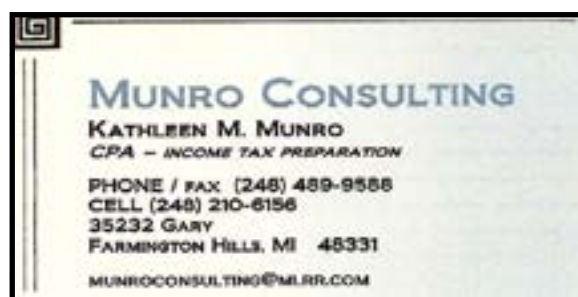 MUNRO CONSULTING
KATHLEEN M. MUNRO
CPA – INCOME TAX PREPARATION
PHONE / FAX (248) 489-9588
CELL (248) 210-6156
35232 GARY
FARMINGTON HILLS, MI 48331
MUNROCONSULTING@MI.RR.COM